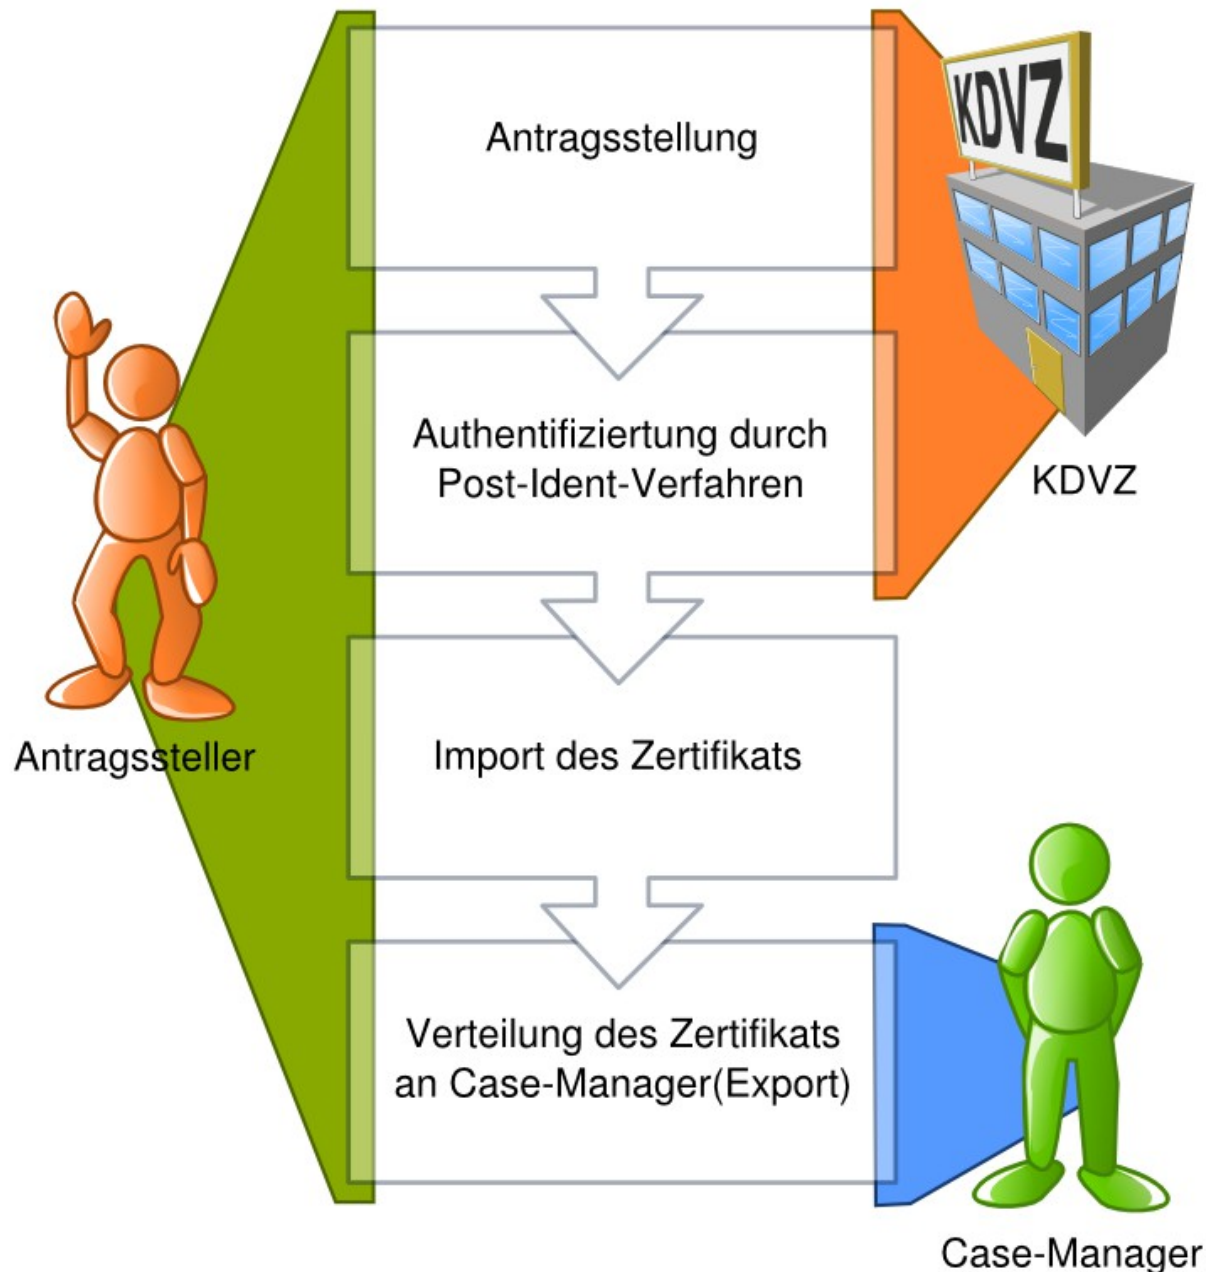 KDVZ
Antragsstellung
Authentifiziertung durch
Post-Ident-Verfahren
KDVZ
Antragssteller
Import des Zertifikats
Verteilung des Zertifikats
an Case-Manager(Export)
Case-Manager